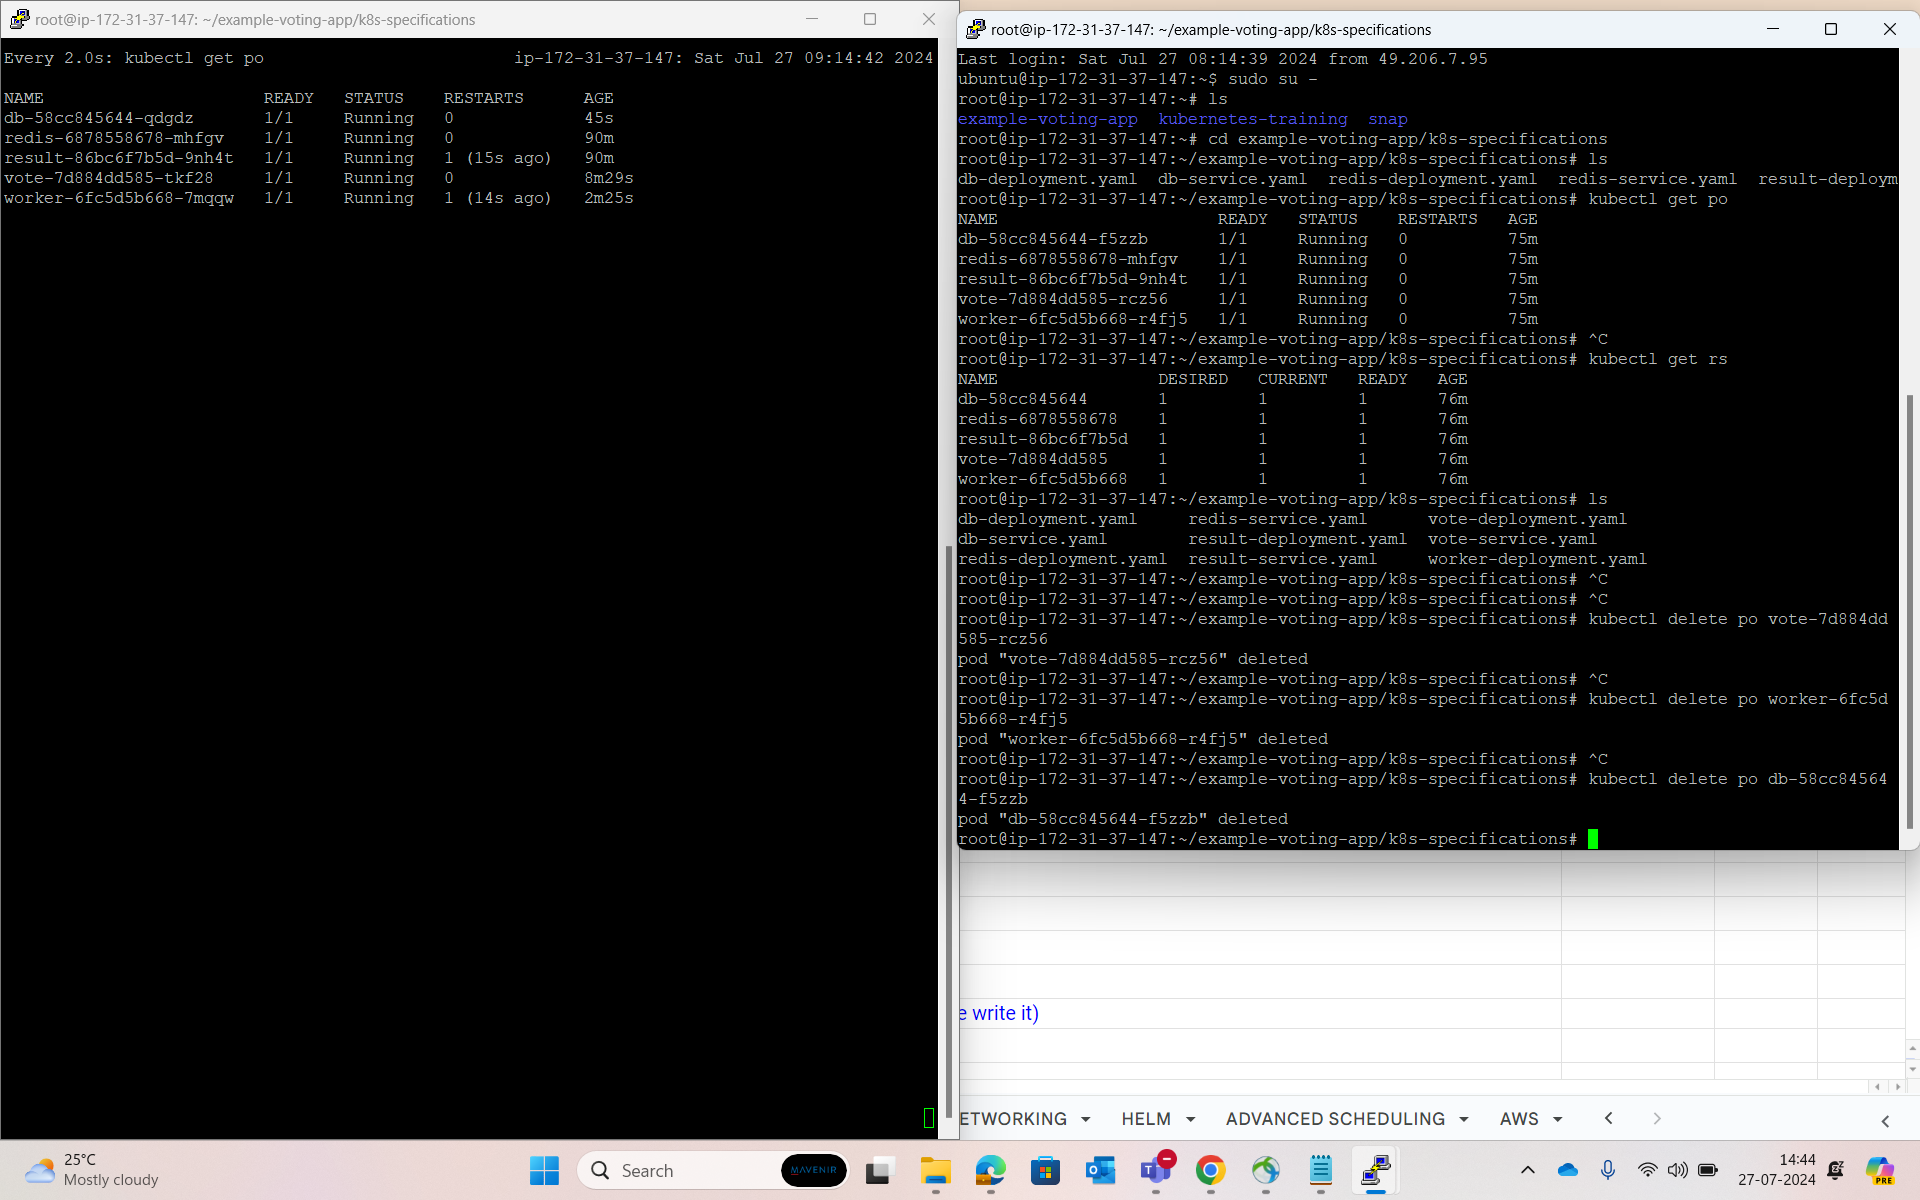 root@ip-172-31-37-147: ~/example-voting-app/k8s-specifications
Every 2.0s: kubectl get po ip-172-31-37-147: Sat Jul 27 09:14:42 2024
NAME READY STATUS RESTARTS AGE
db-58cc845644-qdgdz 1/1 Running 0 45s
redis-6878558678-mhfgv 1/1 Running 0 90m
result-86bc6f7b5d-9nh4t 1/1 Running 1 (15s ago) 90m
vote-7d884dd585-tkf28 1/1 Running 0 8m29s
worker-6fc5d5b668-7mqqw 1/1 Running 1 (14s ago) 2m25s
root@ip-172-31-37-147: ~/example-voting-app/k8s-specifications
Last login: Sat Jul 27 08:14:39 2024 from 49.206.7.95
ubuntu@ip-172-31-37-147:~$ sudo su -
root@ip-172-31-37-147:~# ls
example-voting-app kubernetes-training snap
root@ip-172-31-37-147:~# cd example-voting-app/k8s-specifications
root@ip-172-31-37-147:~/example-voting-app/k8s-specifications# ls
db-deployment.yaml db-service.yaml redis-deployment.yaml redis-service.yaml result-deploym
root@ip-172-31-37-147:~/example-voting-app/k8s-specifications# kubectl get po
NAME READY STATUS RESTARTS AGE
db-58cc845644-f5zzb 1/1 Running 0 75m
redis-6878558678-mhfgv 1/1 Running 0 75m
result-86bc6f7b5d-9nh4t 1/1 Running 0 75m
vote-7d884dd585-rcz56 1/1 Running 0 75m
worker-6fc5d5b668-r4fj5 1/1 Running 0 75m
root@ip-172-31-37-147:~/example-voting-app/k8s-specifications# ^C
root@ip-172-31-37-147:~/example-voting-app/k8s-specifications# kubectl get rs
NAME DESIRED CURRENT READY AGE
db-58cc845644 1 1 1 76m
redis-6878558678 1 1 1 76m
result-86bc6f7b5d 1 1 1 76m
vote-7d884dd585 1 1 1 76m
worker-6fc5d5b668 1 1 1 76m
root@ip-172-31-37-147:~/example-voting-app/k8s-specifications# ls
db-deployment.yaml redis-service.yaml vote-deployment.yaml
db-service.yaml result-deployment.yaml vote-service.yaml
redis-deployment.yaml result-service.yaml worker-deployment.yaml
root@ip-172-31-37-147:~/example-voting-app/k8s-specifications# ^C
root@ip-172-31-37-147:~/example-voting-app/k8s-specifications# ^C
root@ip-172-31-37-147:~/example-voting-app/k8s-specifications# kubectl delete po vote-7d884dd
585-rcz56
pod "vote-7d884dd585-rcz56" deleted
root@ip-172-31-37-147:~/example-voting-app/k8s-specifications# ^C
root@ip-172-31-37-147:~/example-voting-app/k8s-specifications# kubectl delete po worker-6fc5d
5b668-r4fj5
pod "worker-6fc5d5b668-r4fj5" deleted
root@ip-172-31-37-147:~/example-voting-app/k8s-specifications# ^C
root@ip-172-31-37-147:~/example-voting-app/k8s-specifications# kubectl delete po db-58cc84564
4-f5zzb
pod "db-58cc845644-f5zzb" deleted
root@ip-172-31-37-147:~/example-voting-app/k8s-specifications#
e write it)
ETWORKING HELM ADVANCED SCHEDULING AWS
25°C
Mostly cloudy
Search
MAVENIR
14:44
27-07-2024
PRE